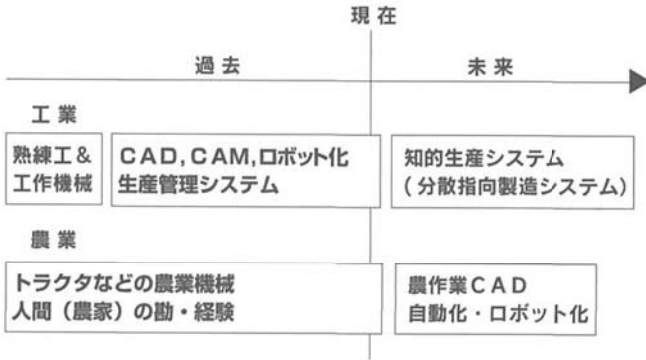 現在
過去
未来
工業
熟練工＆
工作機械
CAD,CAM,ロボット化
生産管理システム
知的生産システム
(分散指向製造システム)
農業
トラクタなどの農業機械
人間（農家）の勘・経験
農作業CAD
自動化・ロボット化